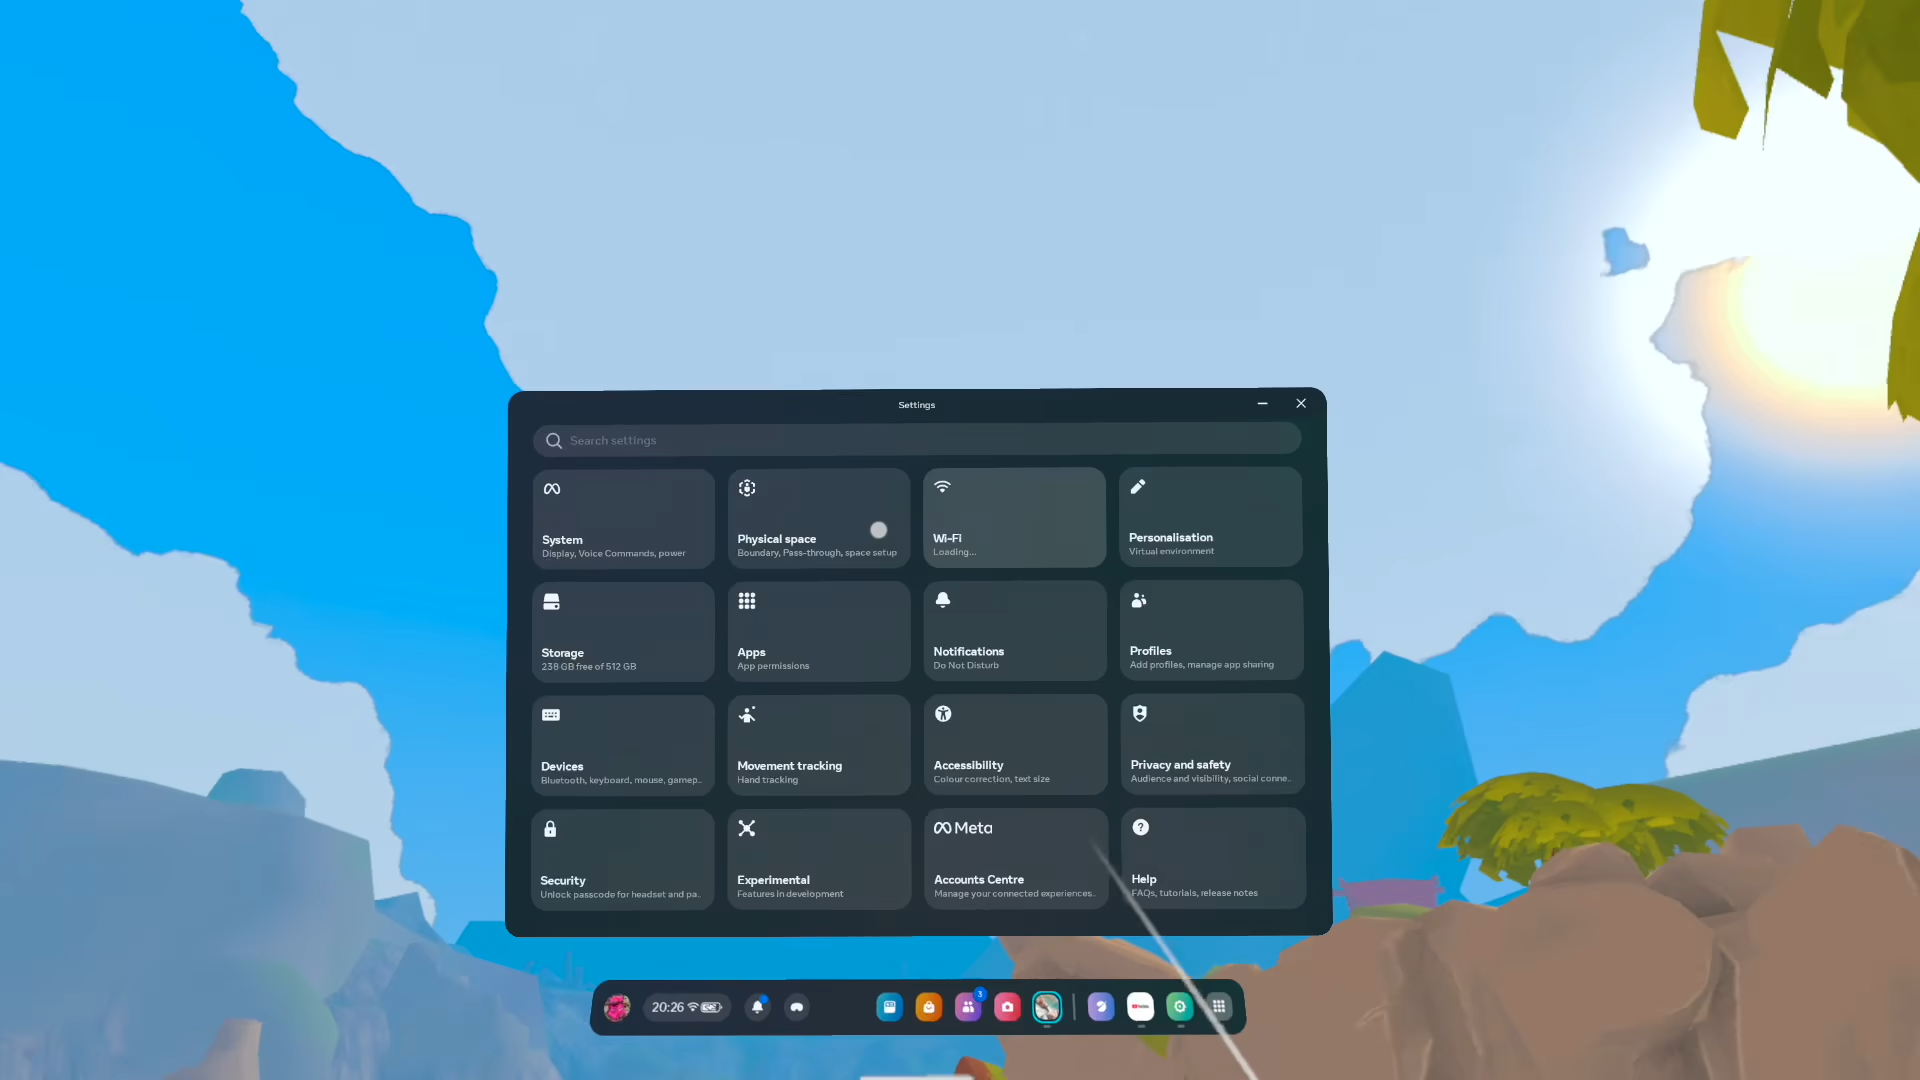 Settings
Search settings
System
Display, Voice Commands, power
Physical space
Boundary, Pass-through, space setup
Wi-Fi
Loading...
Personalisation
Virtual environment
Storage
238 GB free of 512 GB
Apps
App permissions
Notifications
Do Not Disturb
Profiles
Add profiles, manage app sharing
Devices
Bluetooth, keyboard, mouse, gamep..
Movement tracking
Hand tracking
Accessibility
Colour correction, text size
Privacy and safety
Audience and visibility, social conne..
Security
Unlock passcode for headset and pa..
Experimental
Features in development
Meta
Accounts Centre
Manage your connected experiences..
Help
FAQs, tutorials, release notes
20:26
3